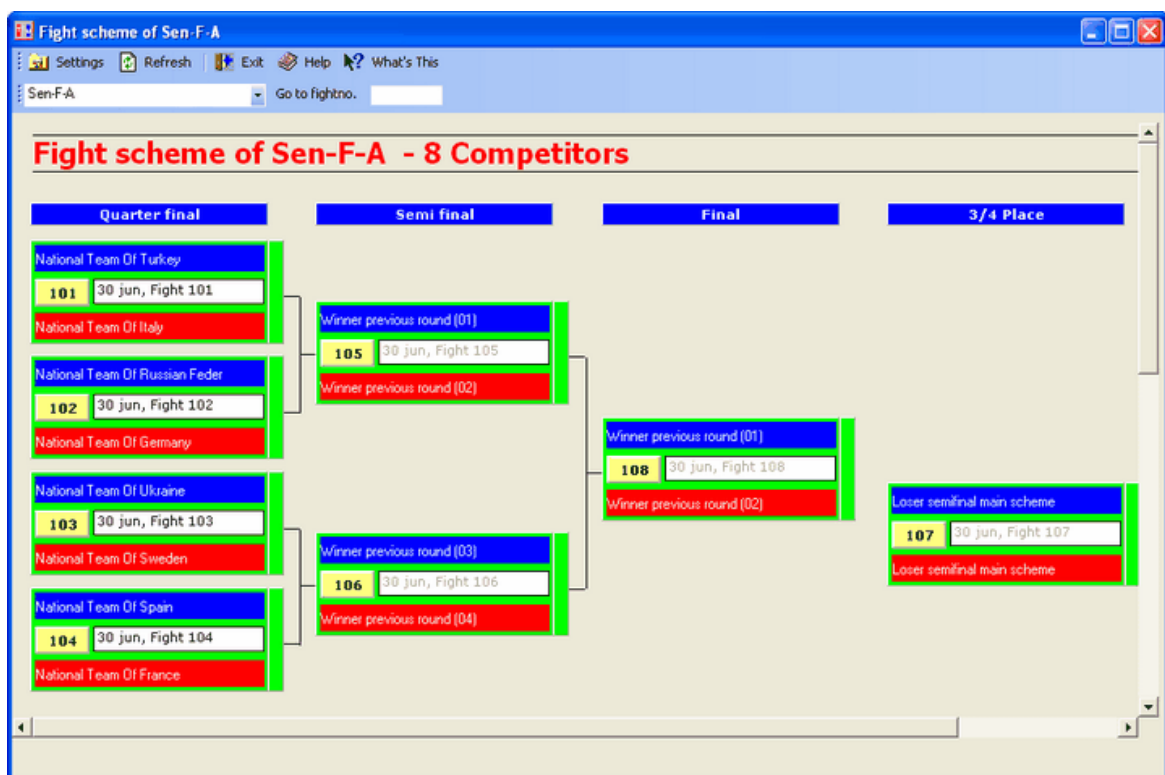 Fight scheme of Sen-F-A
Settings Refresh Exit Help What's This
Sen-F-A Go to fightno.
Fight scheme of Sen-F-A - 8 Competitors
Quarter final Semi final Final 3/4 Place
National Team Of Turkey
101 30 jun, Fight 101
National Team Of Italy
National Team Of Russian Feder
102 30 jun, Fight 102
National Team Of Germany
National Team Of Ukraine
103 30 jun, Fight 103
National Team Of Sweden
National Team Of Spain
104 30 jun, Fight 104
National Team Of France
Winner previous round (01)
105 30 jun, Fight 105
Winner previous round (02)
Winner previous round (03)
106 30 jun, Fight 106
Winner previous round (04)
Winner previous round (01)
108 30 jun, Fight 108
Winner previous round (02)
Loser semifinal main scheme
107 30 jun, Fight 107
Loser semifinal main scheme